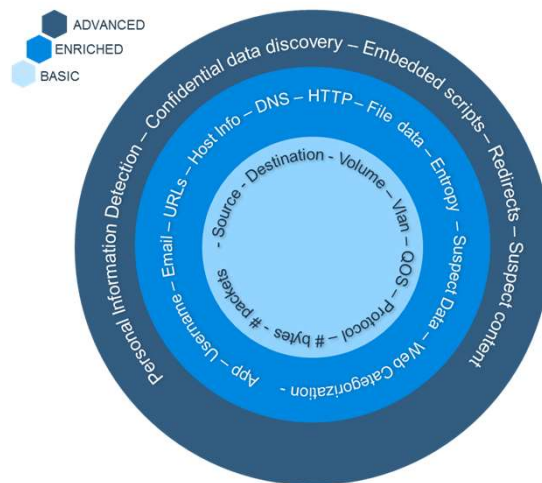 ADVANCED
ENRICHED
BASIC
Personal Information Detection – Confidential data discovery – Embedded scripts – Redirects – Suspect content
App – Username – Email – URLs – Host Info – DNS – HTTP – File data – Entropy – Suspect Data – Web Categorization -
- Source - Destination - Volume – Vlan – QOS – Protocol – # bytes - # packets